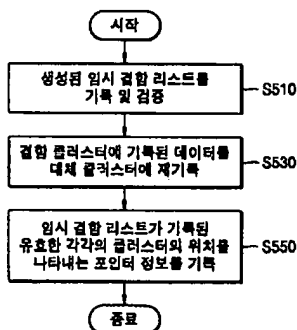 시작
생성된 임시 결함 리스트를
기록 및 검증
S510
결함 클러스터에 기록된 데이터를
대체 클러스터에 재기록
S530
임시 결함 리스트가 기록된
유효한 각각의 클러스터의 위치를
나타내는 포인터 정보를 기록
S550
종료